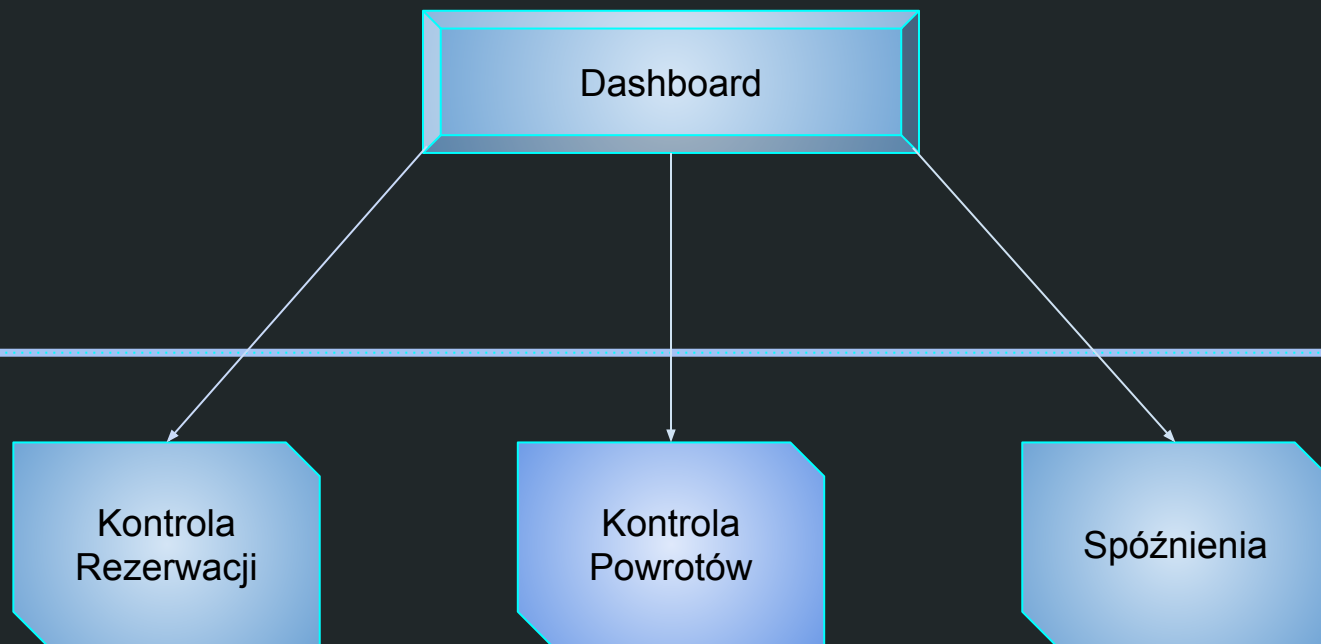 Dashboard
Kontrola
Rezerwacji
Kontrola
Powrotów
Spóźnienia